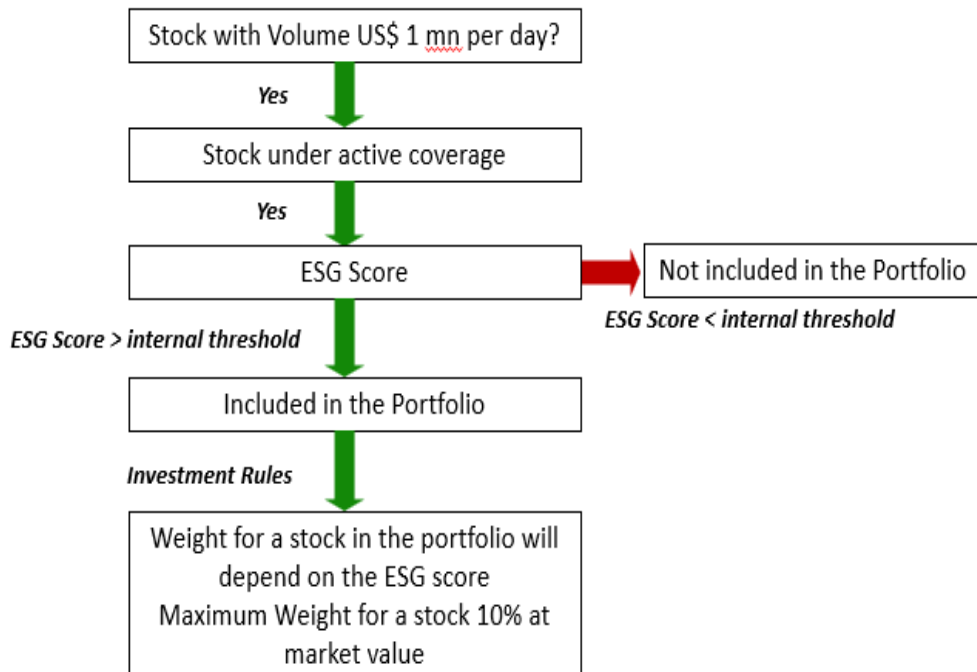 Stock with Volume US$ 1 mn per day?
Yes
Stock under active coverage
Yes
ESG Score
Not included in the Portfolio
ESG Score < internal threshold
ESG Score > internal threshold
Included in the Portfolio
Investment Rules
Weight for a stock in the portfolio will
depend on the ESG score
Maximum Weight for a stock 10% at
market value